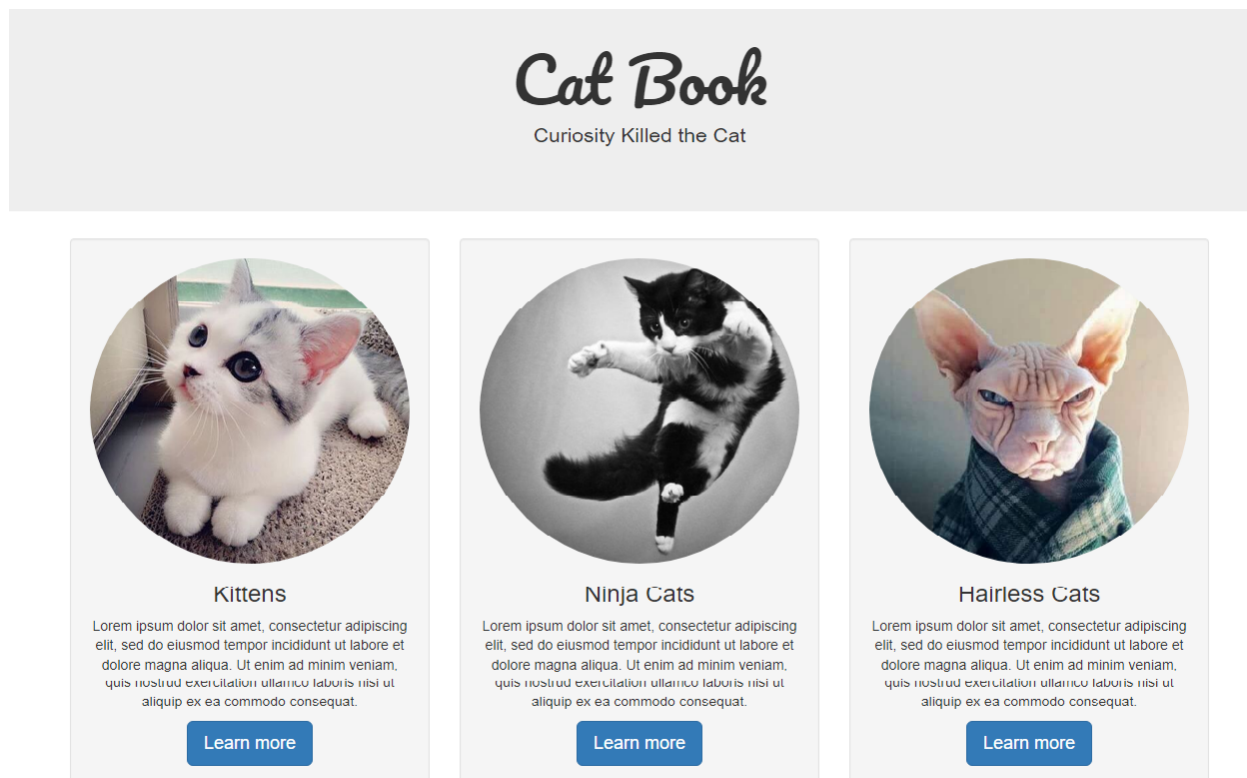 Cat Book
Curiosity Killed the Cat
Kittens
Lorem ipsum dolor sit amet, consectetur adipiscing
elit, sed do eiusmod tempor incididunt ut labore et
dolore magna aliqua. Ut enim ad minim veniam,
quis nostrud exercitation ullamco laboris nisi ut
aliquip ex ea commodo consequat.
Learn more
Ninja Cats
Lorem ipsum dolor sit amet, consectetur adipiscing
elit, sed do eiusmod tempor incididunt ut labore et
dolore magna aliqua. Ut enim ad minim veniam,
quis nostrud exercitation ullamco laboris nisi ut
aliquip ex ea commodo consequat.
Learn more
Hairless Cats
Lorem ipsum dolor sit amet, consectetur adipiscing
elit, sed do eiusmod tempor incididunt ut labore et
dolore magna aliqua. Ut enim ad minim veniam,
quis nostrud exercitation ullamco laboris nisi ut
aliquip ex ea commodo consequat.
Learn more